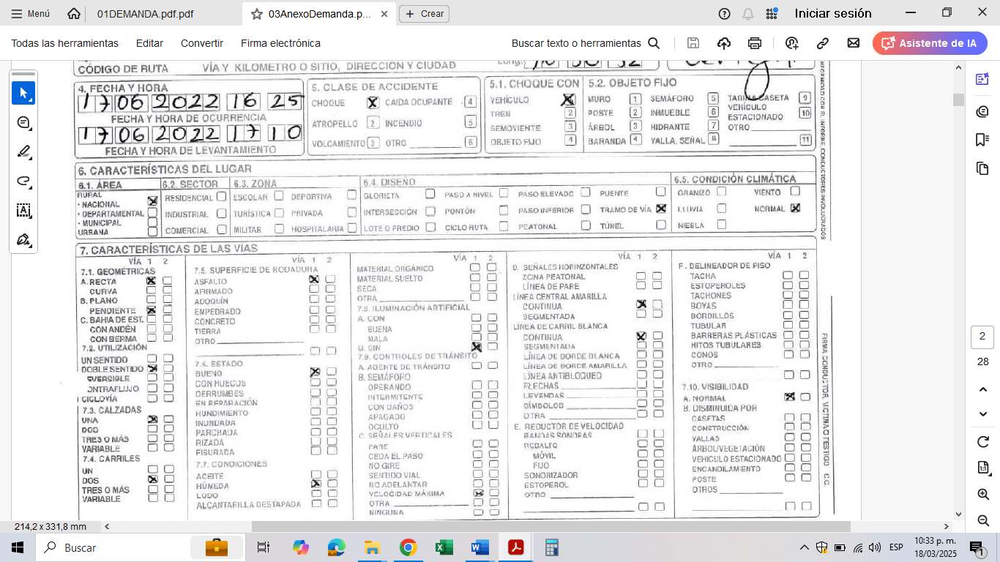 Menú 01DEMANDA.pdf.pdf 03AnexoDemanda.p... Crear Iniciar sesión
Todas las herramientas Editar Convertir Firma electrónica Buscar texto o herramientas Asistente de IA
CÓDIGO DE RUTA VÍA Y KILOMETRO O SITIO, DIRECCION Y CIUDAD
4. FECHA Y HORA
17 06 2022 16 25
FECHA Y HORA DE OCURRENCIA
17 06 2022 17 10
FECHA Y HORA DE LEVANTAMIENTO
5. CLASE DE ACCIDENTE
CHOQUE X CAIDA OCUPANTE 4
ATROPELLO 2 INCENDIO 5
VOLCAMIENTO 3 OTRO 6
5.1. CHOQUE CON
VEHÍCULO X
TREN 2
SEMOVIENTE 3
OBJETO FIJO 4
5.2. OBJETO FIJO
MURO 1 SEMÁFORO 5 TARIMA CASETA 9
POSTE 2 INMUEBLE 6 VEHÍCULO ESTACIONADO 10
ÁRBOL 3 HIDRANTE 7 OTRO
BARANDA 4 VALLA, SEÑAL 8 11
6. CARACTERÍSTICAS DEL LUGAR
6.1. ÁREA
RURAL
· NACIONAL X
· DEPARTAMENTAL
· MUNICIPAL
URBANA
6.2. SECTOR
RESIDENCIAL
INDUSTRIAL
COMERCIAL
6.3. ZONA
ESCOLAR DEPORTIVA
TURÍSTICA PRIVADA
MILITAR HOSPITALARIA
6.4. DISEÑO
GLORIETA PASO A NIVEL PASO ELEVADO PUENTE
INTERSECCIÓN PONTÓN PASO INFERIOR TRAMO DE VÍA X
LOTE O PREDIO CICLO RUTA PEATONAL TÚNEL
6.5. CONDICIÓN CLIMÁTICA
GRANIZO VIENTO
LLUVIA NORMAL X
NIEBLA
7. CARACTERÍSTICAS DE LAS VÍAS
VÍA 1 2
7.1. GEOMÉTRICAS
A. RECTA X
CURVA
B. PLANO
PENDIENTE X
C. BAHIA DE EST.
CON ANDÉN
CON BERMA
7.2. UTILIZACIÓN
UN SENTIDO
DOBLE SENTIDO X
EVERSIBLE
ONTRAFLUJO
CICLOVÍA
7.3. CALZADAS
UNA X
DOS
TRES O MÁS
VARIABLE
7.4. CARRILES
UN
DOS X
TRES O MÁS
VARIABLE
VÍA 1 2
7.5. SUPERFICIE DE RODADURA
ASFALTO X
AFIRMADO
ADOQUÍN
EMPEDRADO
CONCRETO
TIERRA
OTRO
7.6. ESTADO
BUENO X
CON HUECOS
DERRUMBES
EN REPARACIÓN
HUNDIMIENTO
INUNDADA
PARCHADA
RIZADA
FISURADA
7.7. CONDICIONES
ACEITE
HÚMEDA X
LODO
ALCANTARILLA DESTAPADA
VÍA 1 2
MATERIAL ORGÁNICO
MATERIAL SUELTO
SECA
OTRA
7.8. ILUMINACIÓN ARTIFICIAL
A. CON
BUENA
MALA
B. SIN X
7.9. CONTROLES DE TRÁNSITO
A. AGENTE DE TRÁNSITO
B. SEMÁFORO
OPERANDO
INTERMITENTE
CON DAÑOS
APAGADO
OCULTO
C. SEÑALES VERTICALES
PARE
CEDA EL PASO
NO GIRE
SENTIDO VIAL
NO ADELANTAR
VELOCIDAD MÁXIMA X
OTRA
NINGUNA
VÍA 1 2
D. SEÑALES HORINZONTALES
ZONA PEATONAL
LÍNEA DE PARE
LÍNEA CENTRAL AMARILLA
CONTINUA X
SEGMENTADA
LÍNEA DE CARRIL BLANCA
CONTINUA X
SEGMENTADA
LÍNEA DE BORDE BLANCA
LÍNEA DE BORDE AMARILLA
LÍNEA ANTIBLOQUEO
FLECHAS
LEYENDAS
SÍMBOLOS
OTRA
E. REDUCTOR DE VELOCIDAD
BANDAS SONORAS
RESALTO
MÓVIL
FIJO
SONORIZADOR
ESTOPEROL
OTRO
VÍA 1 2
F. DELINEADOR DE PISO
TACHA
ESTOPEROLES
TACHONES
BOYAS
BORDILLOS
TUBULAR
BARRERAS PLÁSTICAS
HITOS TUBULARES
CONOS
OTRO
7.10. VISIBILIDAD
A. NORMAL X
B. DISMINUIDA POR
CASETAS
CONSTRUCCIÓN
VALLAS
ÁRBOL/VEGETACIÓN
VEHÍCULO ESTACIONADO
ENCANDILAMIENTO
POSTE
OTROS
CONDUCTORES INVOLUCRADOS
FIRMA CONDUCTOR, VICTIMA O TESTIGO C.C.
2
28
214,2 x 331,8 mm
Buscar ESP 10:33 p. m.
18/03/2025
1